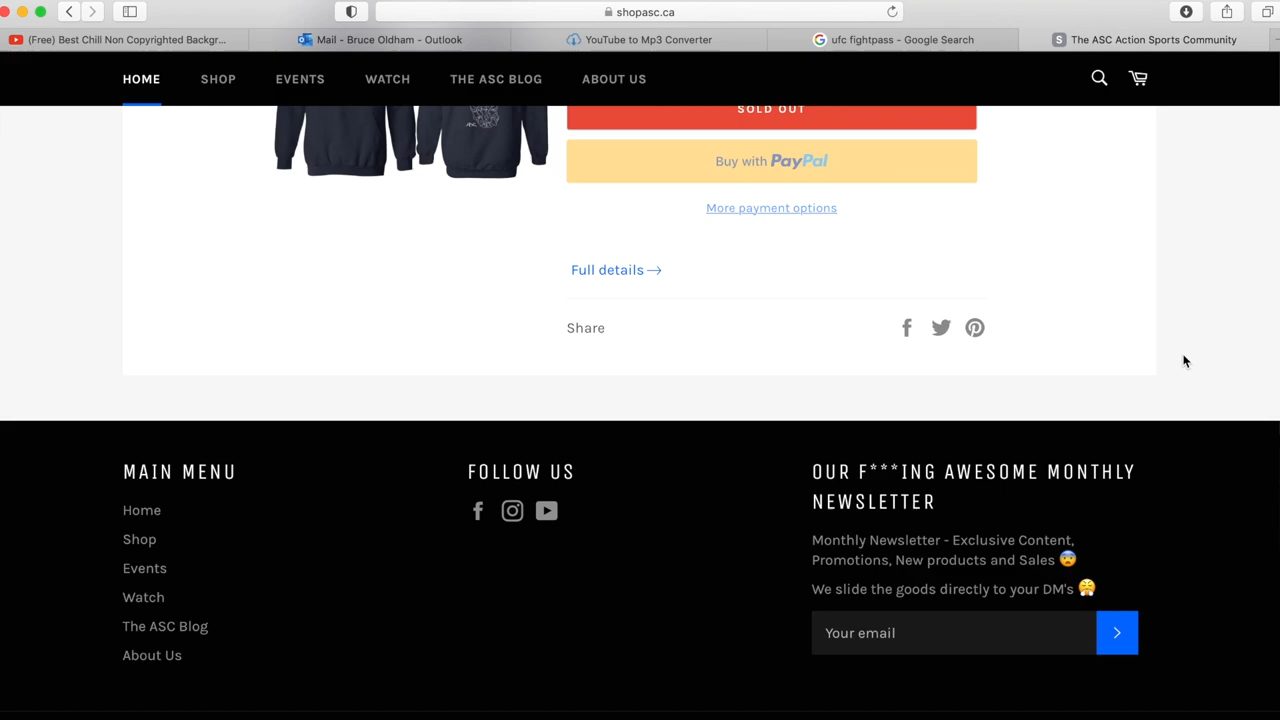 shopasc.ca
(Free) Best Chill Non Copyrighted Backgr...
Mail - Bruce Oldham - Outlook
YouTube to Mp3 Converter
ufc fightpass - Google Search
S The ASC Action Sports Community
HOME
SHOP
EVENTS
WATCH
THE ASC BLOG
ABOUT US
SOLD OUT
Buy with PayPal
More payment options
Full details →
Share
MAIN MENU
Home
Shop
Events
Watch
The ASC Blog
About Us
FOLLOW US
OUR F***ING AWESOME MONTHLY
NEWSLETTER
Monthly Newsletter - Exclusive Content,
Promotions, New products and Sales 😨
We slide the goods directly to your DM's 😤
Your email